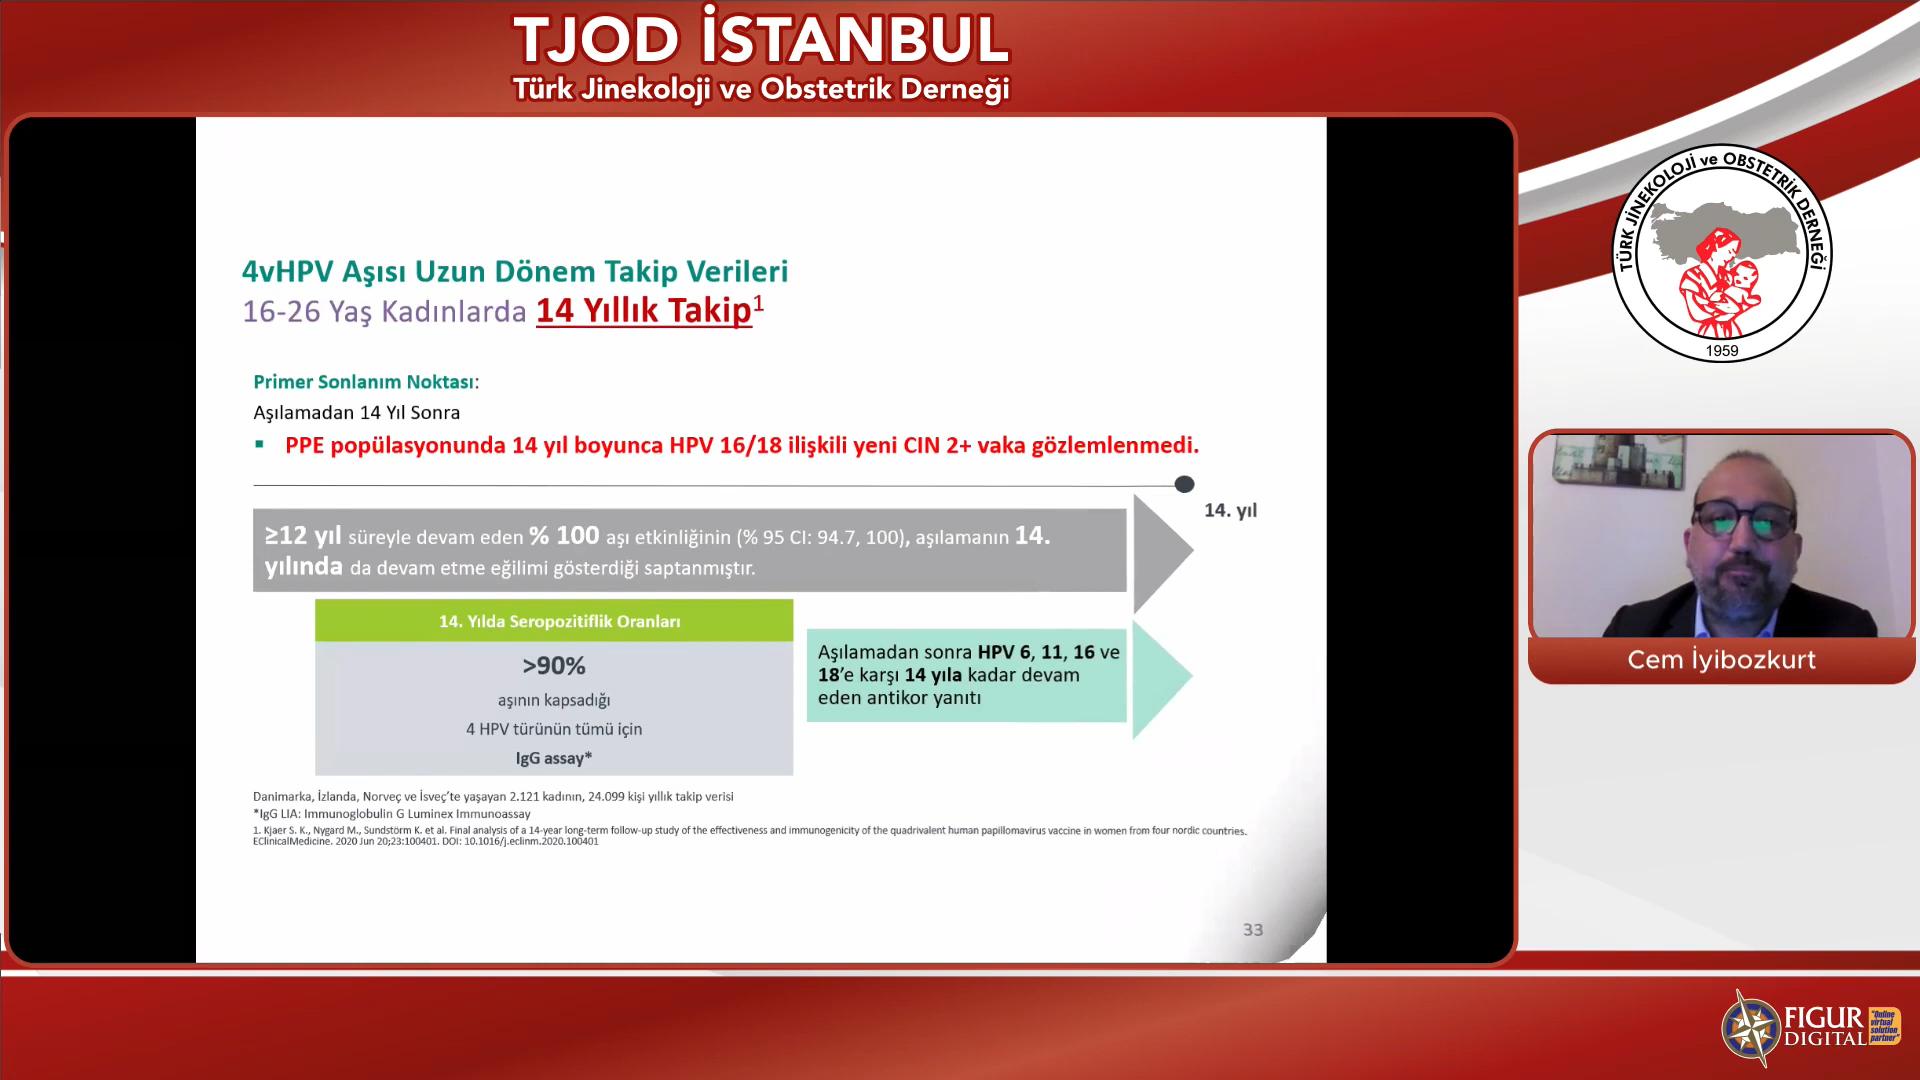 TJOD İSTANBUL
Türk Jinekoloji ve Obstetrik Derneği
TÜRK JİNEKOLOJİ ve OBSTETRİK DERNEĞİ
1959
4vHPV Aşısı Uzun Dönem Takip Verileri
16-26 Yaş Kadınlarda 14 Yıllık Takip1
Primer Sonlanım Noktası:
Aşılamadan 14 Yıl Sonra
▪ PPE popülasyonunda 14 yıl boyunca HPV 16/18 ilişkili yeni CIN 2+ vaka gözlemlenmedi.
14. yıl
≥12 yıl süreyle devam eden % 100 aşı etkinliğinin (% 95 CI: 94.7, 100), aşılamanın 14.
yılında da devam etme eğilimi gösterdiği saptanmıştır.
14. Yılda Seropozitiflik Oranları
>90%
aşının kapsadığı
4 HPV türünün tümü için
IgG assay*
Aşılamadan sonra HPV 6, 11, 16 ve
18’e karşı 14 yıla kadar devam
eden antikor yanıtı
Danimarka, İzlanda, Norveç ve İsveç’te yaşayan 2.121 kadının, 24.099 kişi yıllık takip verisi
*IgG LIA: Immunoglobulin G Luminex Immunoassay
1. Kjaer S. K., Nygard M., Sundstörm K. et al. Final analysis of a 14-year long-term follow-up study of the effectiveness and immunogenicity of the quadrivalent human papillomavirus vaccine in women from four nordic countries.
EClinicalMedicine. 2020 Jun 20;23:100401. DOI: 10.1016/j.eclinm.2020.100401
33
Cem İyibozkurt
FIGUR
DIGITAL
"Online
virtual
solution
partner"